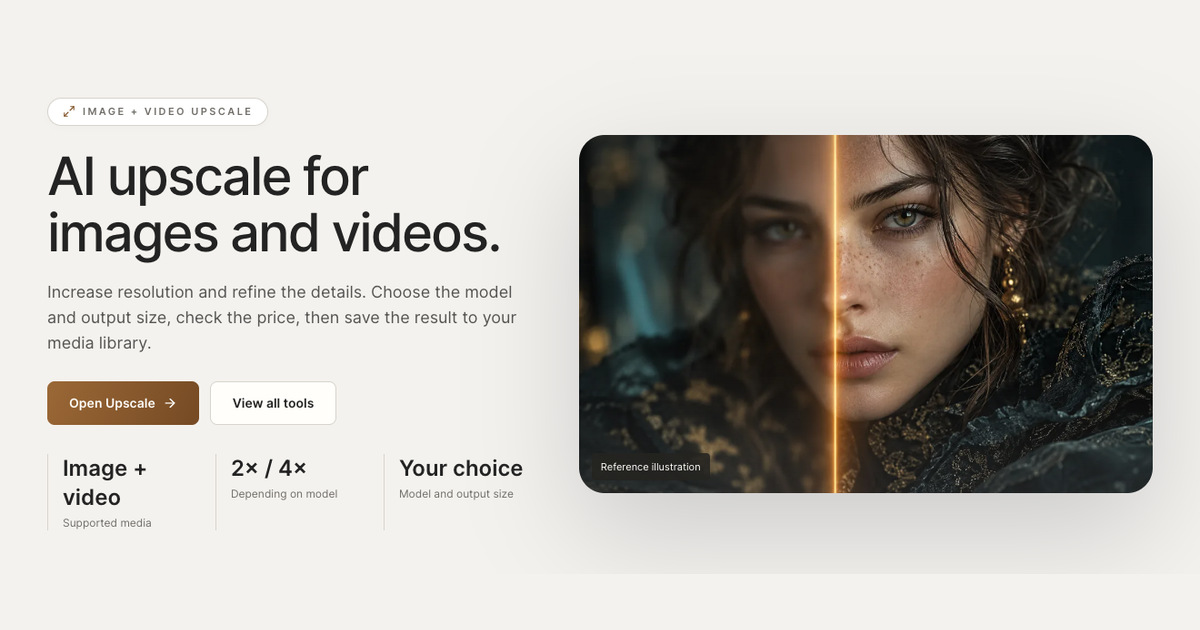 IMAGE + VIDEO UPSCALE
AI upscale for
images and videos.
Increase resolution and refine the details. Choose the model
and output size, check the price, then save the result to your
media library.
Open Upscale →
View all tools
Image +
video
Supported media
2× / 4×
Depending on model
Your choice
Model and output size
Reference illustration